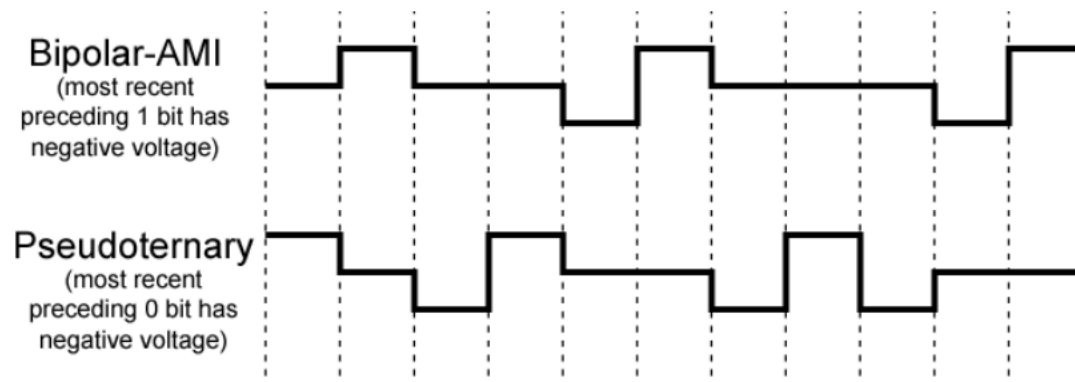 Bipolar-AMI
(most recent
preceding 1 bit has
negative voltage)
Pseudoternary
(most recent
preceding 0 bit has
negative voltage)